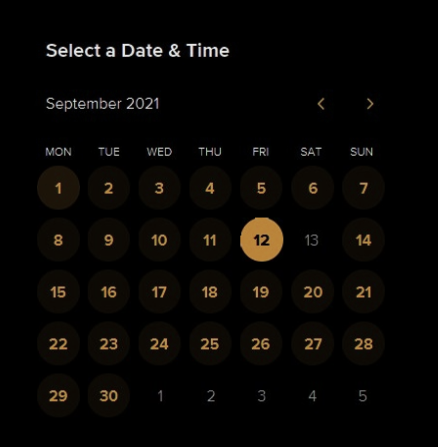 Select a Date & Time
September 2021 < >
MON TUE WED THU FRI SAT SUN
1 2 3 4 5 6 7
8 9 10 11 12 13 14
15 16 17 18 19 20 21
22 23 24 25 26 27 28
29 30 1 2 3 4 5